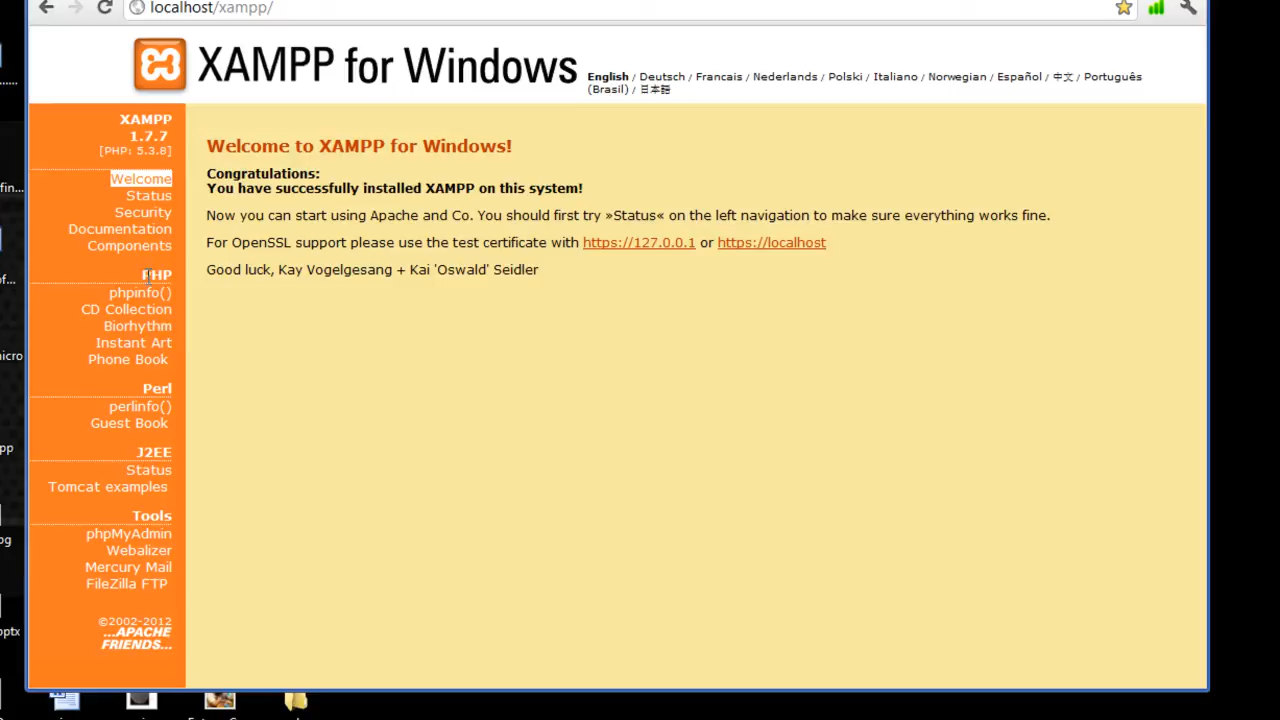 localhost/xampp/
XAMPP for Windows
English / Deutsch / Francais / Nederlands / Polski / Italiano / Norwegian / Español / 中文 / Português
(Brasil) / 日本語
XAMPP
1.7.7
[PHP: 5.3.8]
Welcome
Status
Security
Documentation
Components
PHP
phpinfo()
CD Collection
Biorhythm
Instant Art
Phone Book
Perl
perlinfo()
Guest Book
J2EE
Status
Tomcat examples
Tools
phpMyAdmin
Webalizer
Mercury Mail
FileZilla FTP
©2002-2012
...APACHE
FRIENDS...
Welcome to XAMPP for Windows!
Congratulations:
You have successfully installed XAMPP on this system!
Now you can start using Apache and Co. You should first try »Status« on the left navigation to make sure everything works fine.
For OpenSSL support please use the test certificate with https://127.0.0.1 or https://localhost
Good luck, Kay Vogelgesang + Kai 'Oswald' Seidler
fin...
of...
micro
pp
pg
pptx